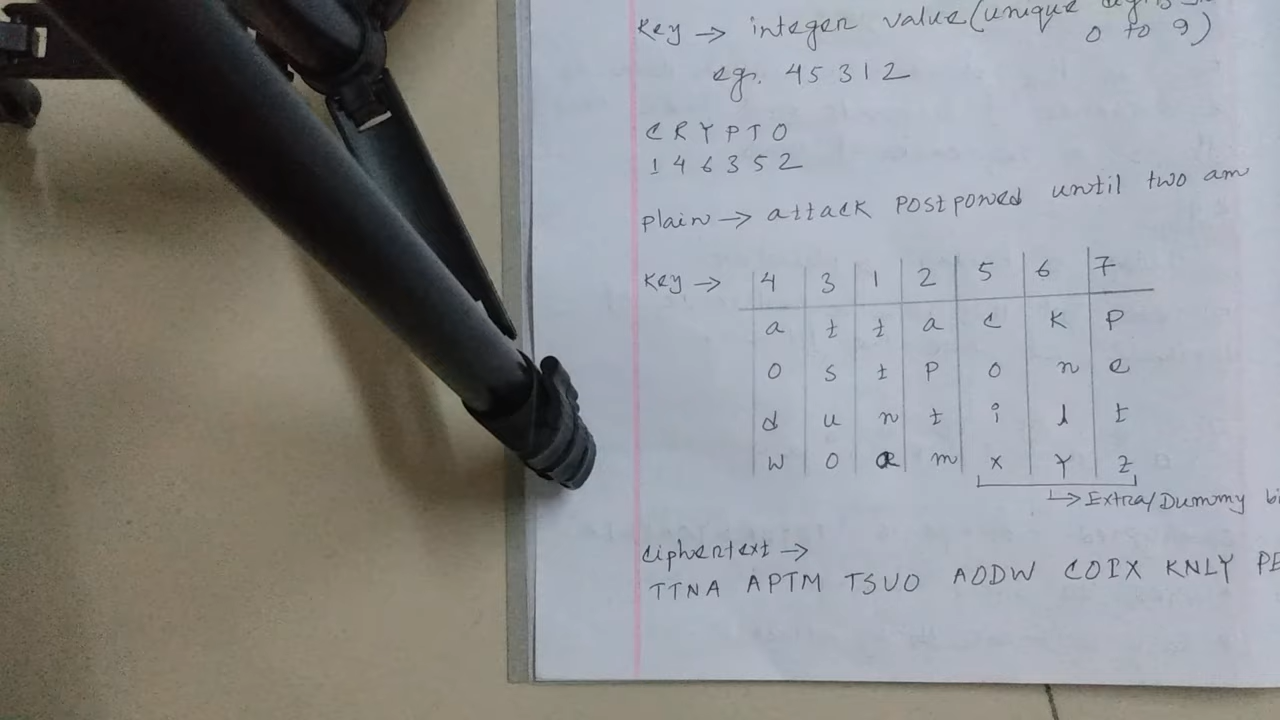 Key → integer value (unique
0 to 9)
eg. 45312
CRYPTO
146352
Plain → attack postponed until two am
Key → 4 3 1 2 5 6 7
a t t a c k p
o s t p o n e
d u n t i l t
w o a m x y z
→ Extra/Dummy
ciphertext →
TTNA APTM TSUO AODW COIX KNLY